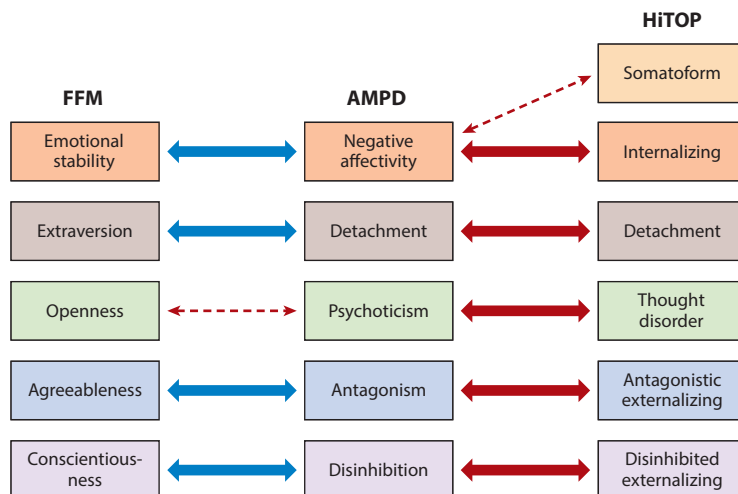 HiTOP
Somatoform
FFM
AMPD
Emotional
stability
Negative
affectivity
Internalizing
Extraversion
Detachment
Detachment
Openness
Psychoticism
Thought
disorder
Agreeableness
Antagonism
Antagonistic
externalizing
Conscientious-
ness
Disinhibition
Disinhibited
externalizing